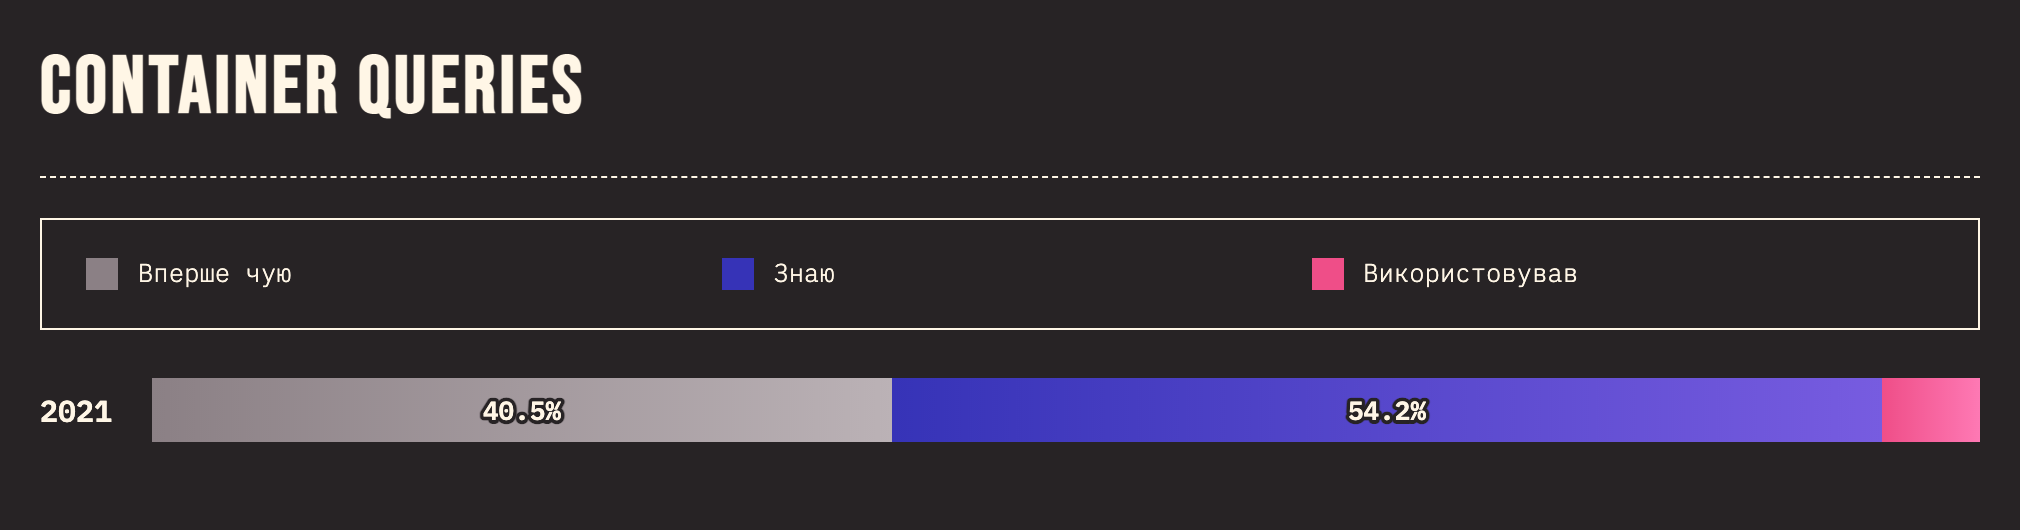 CONTAINER QUERIES
Вперше чую
Знаю
Використовував
2021
40.5%
54.2%